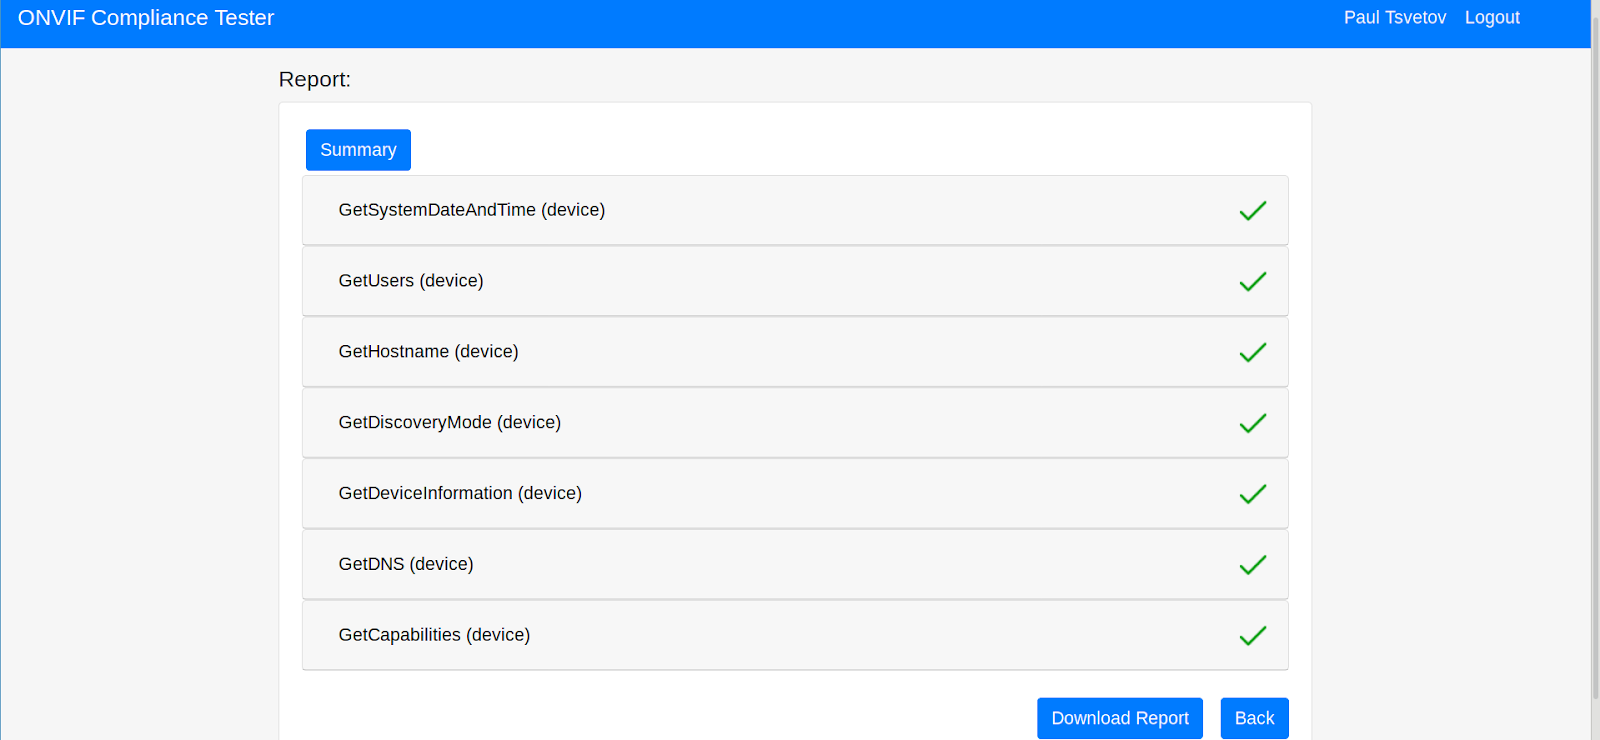 ONVIF Compliance Tester
Paul Tsvetov Logout
Report:
Summary
GetSystemDateAndTime (device)
GetUsers (device)
GetHostname (device)
GetDiscoveryMode (device)
GetDeviceInformation (device)
GetDNS (device)
GetCapabilities (device)
Download Report Back